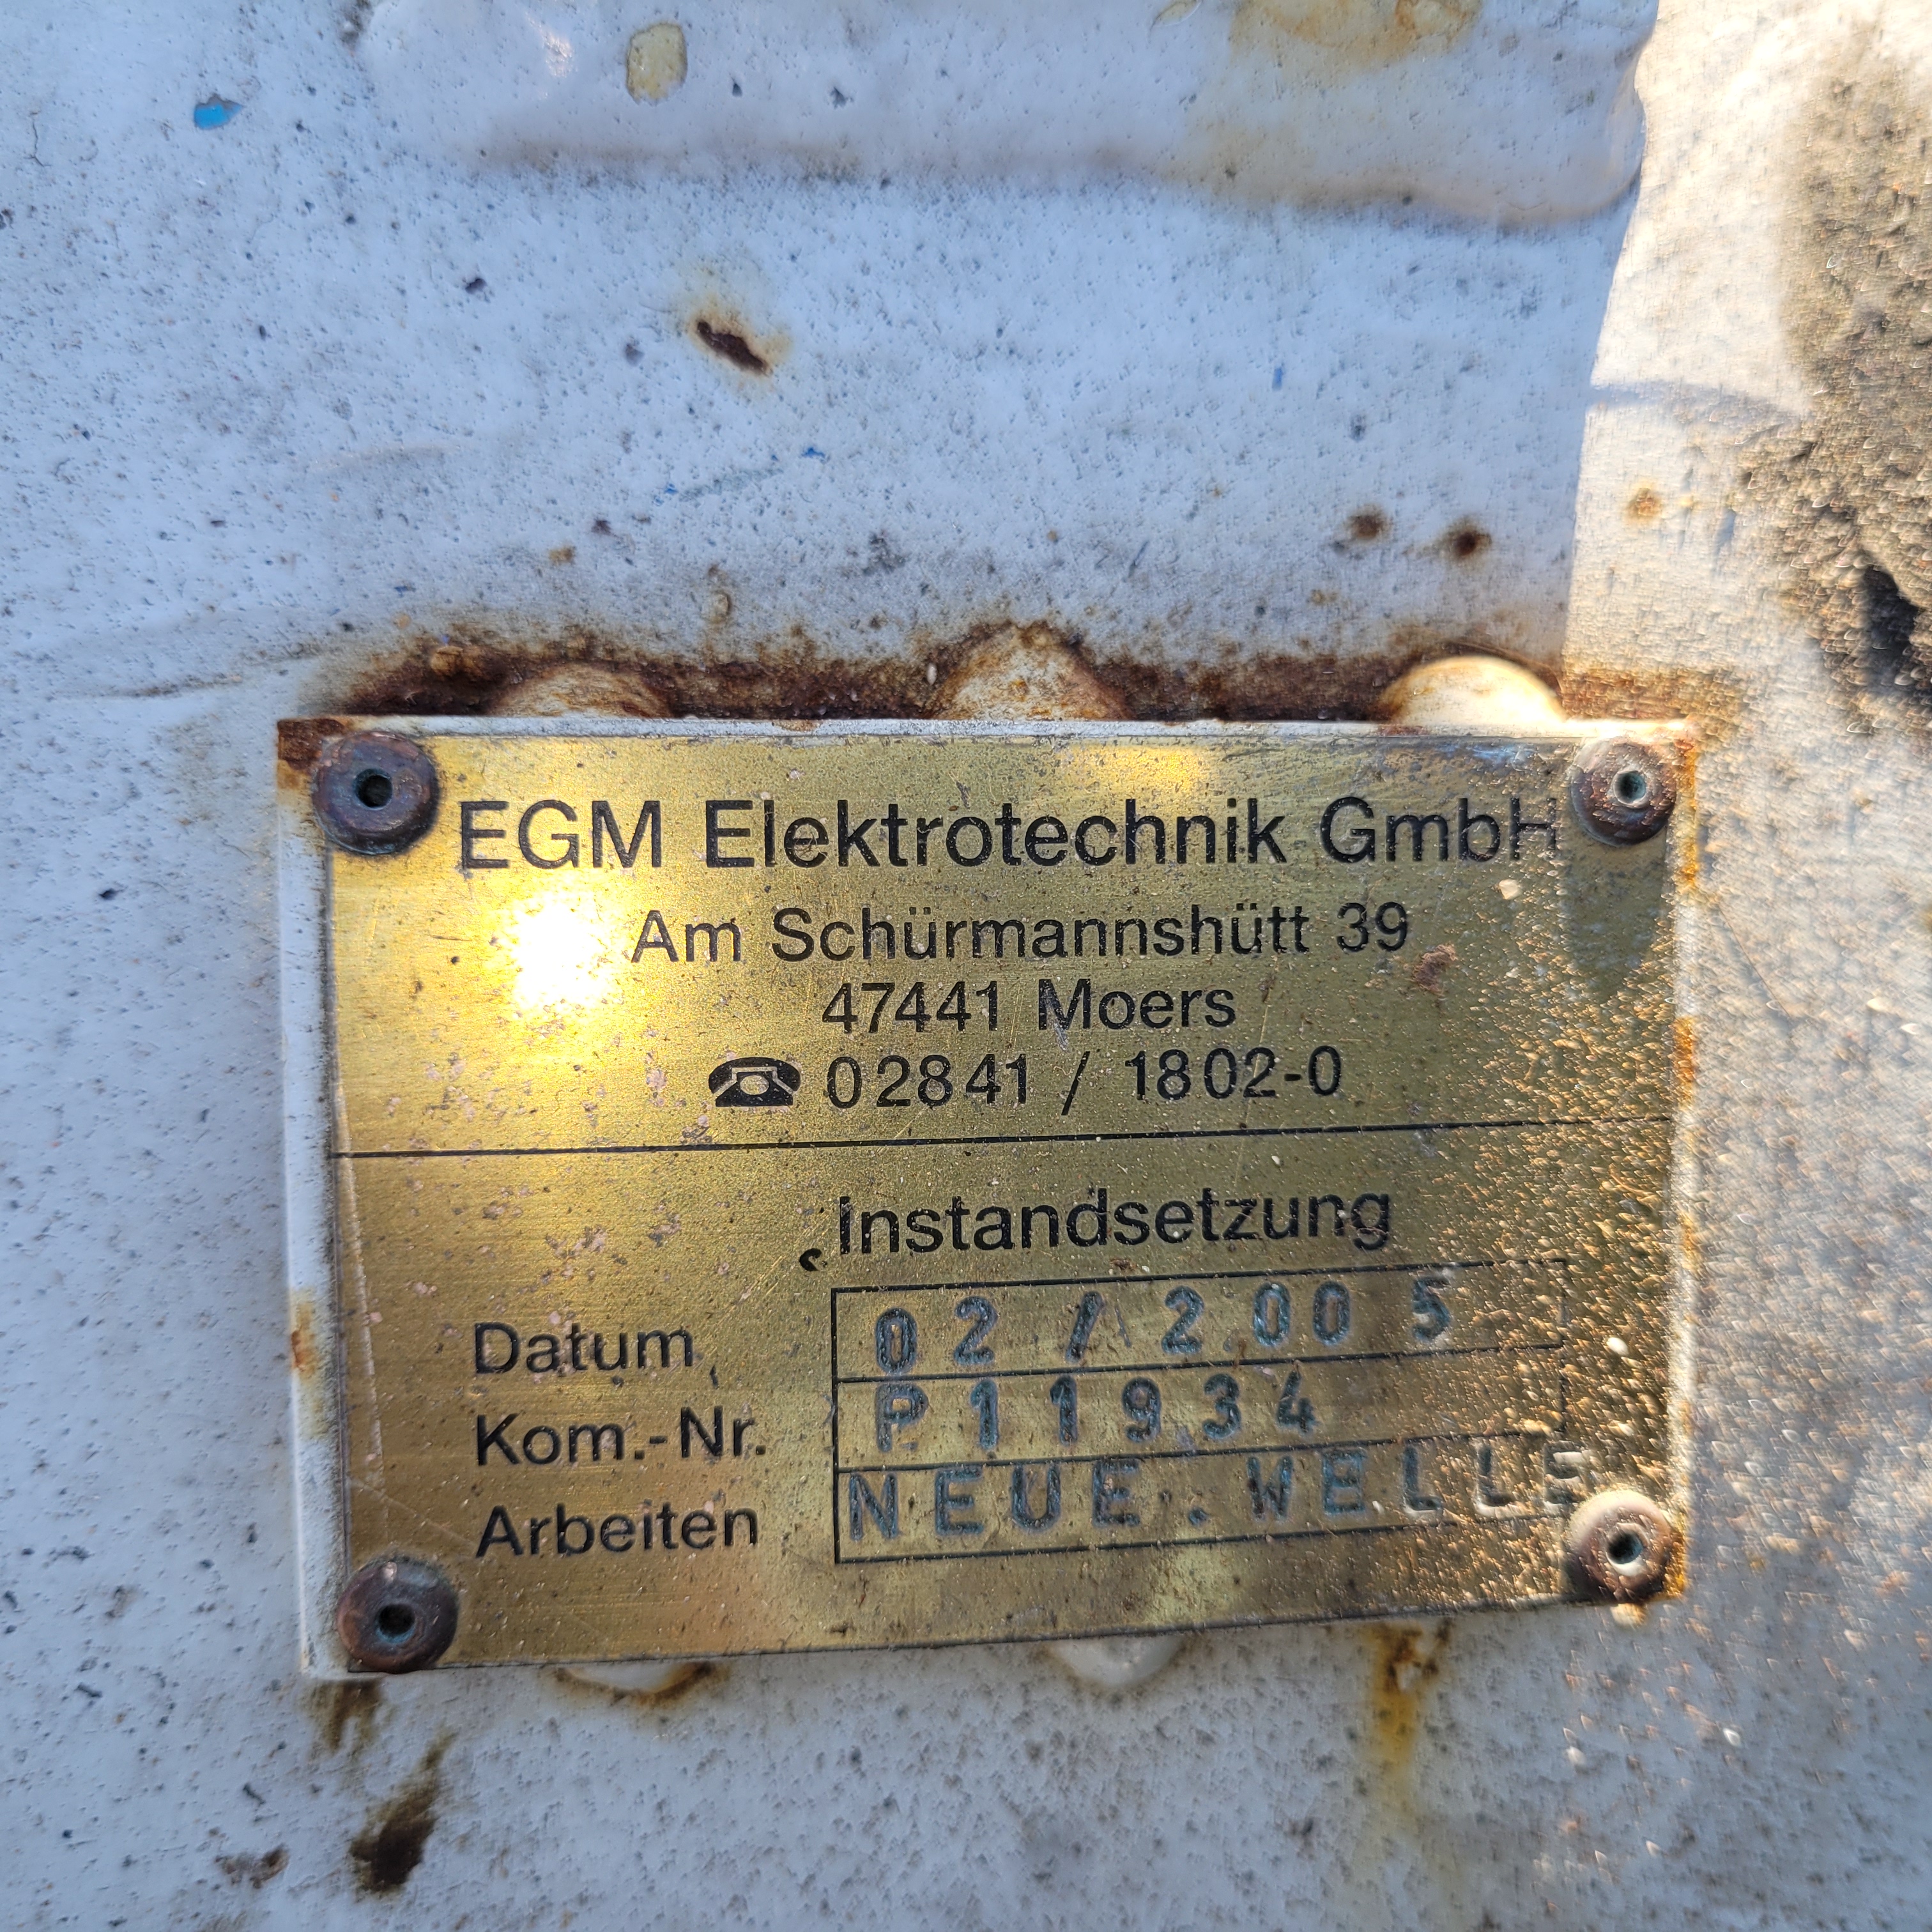 EGM Elektrotechnik GmbH
Am Schürmannshütt 39
47441 Moers
☎ 02841 / 1802-0
Instandsetzung
Datum 02/2005
Kom.-Nr. P11934
Arbeiten NEUE.WELLE